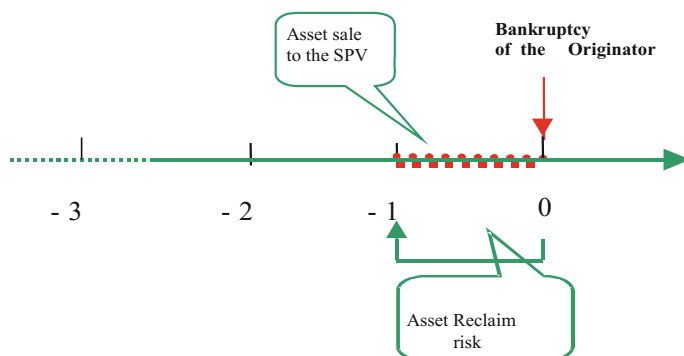 Asset sale
to the SPV
Bankruptcy
of the Originator
- 3
- 2
- 1
0
Asset Reclaim
risk